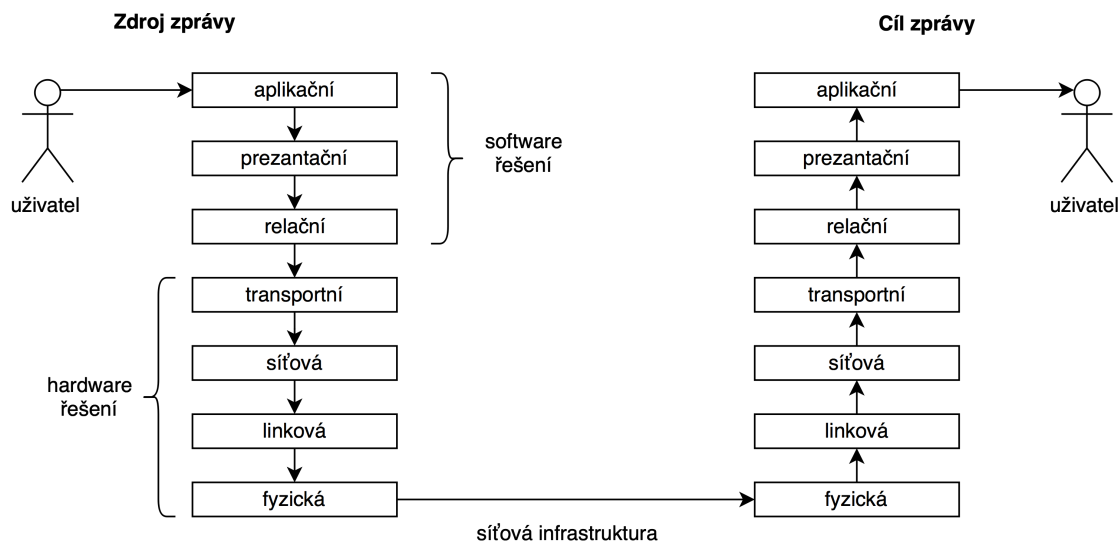 Zdroj zprávy
Cíl zprávy
aplikační
prezantační
relační
transportní
síťová
linková
fyzická
uživatel
software
řešení
hardware
řešení
síťová infrastruktura
aplikační
prezantační
relační
transportní
síťová
linková
fyzická
uživatel